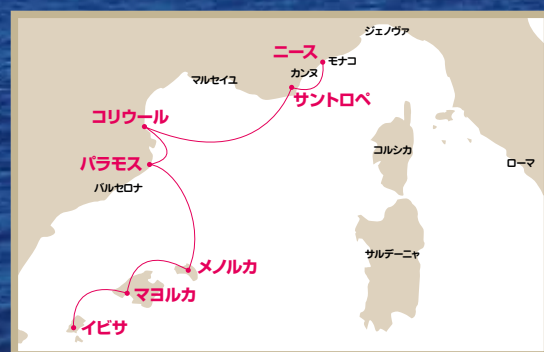 ジェノヴァ
ニース
モナコ
カンヌ
マルセイユ
サントロペ
コリウール
コルシカ
パラモス
ローマ
バルセロナ
サルデーニャ
メノルカ
マヨルカ
イビサ